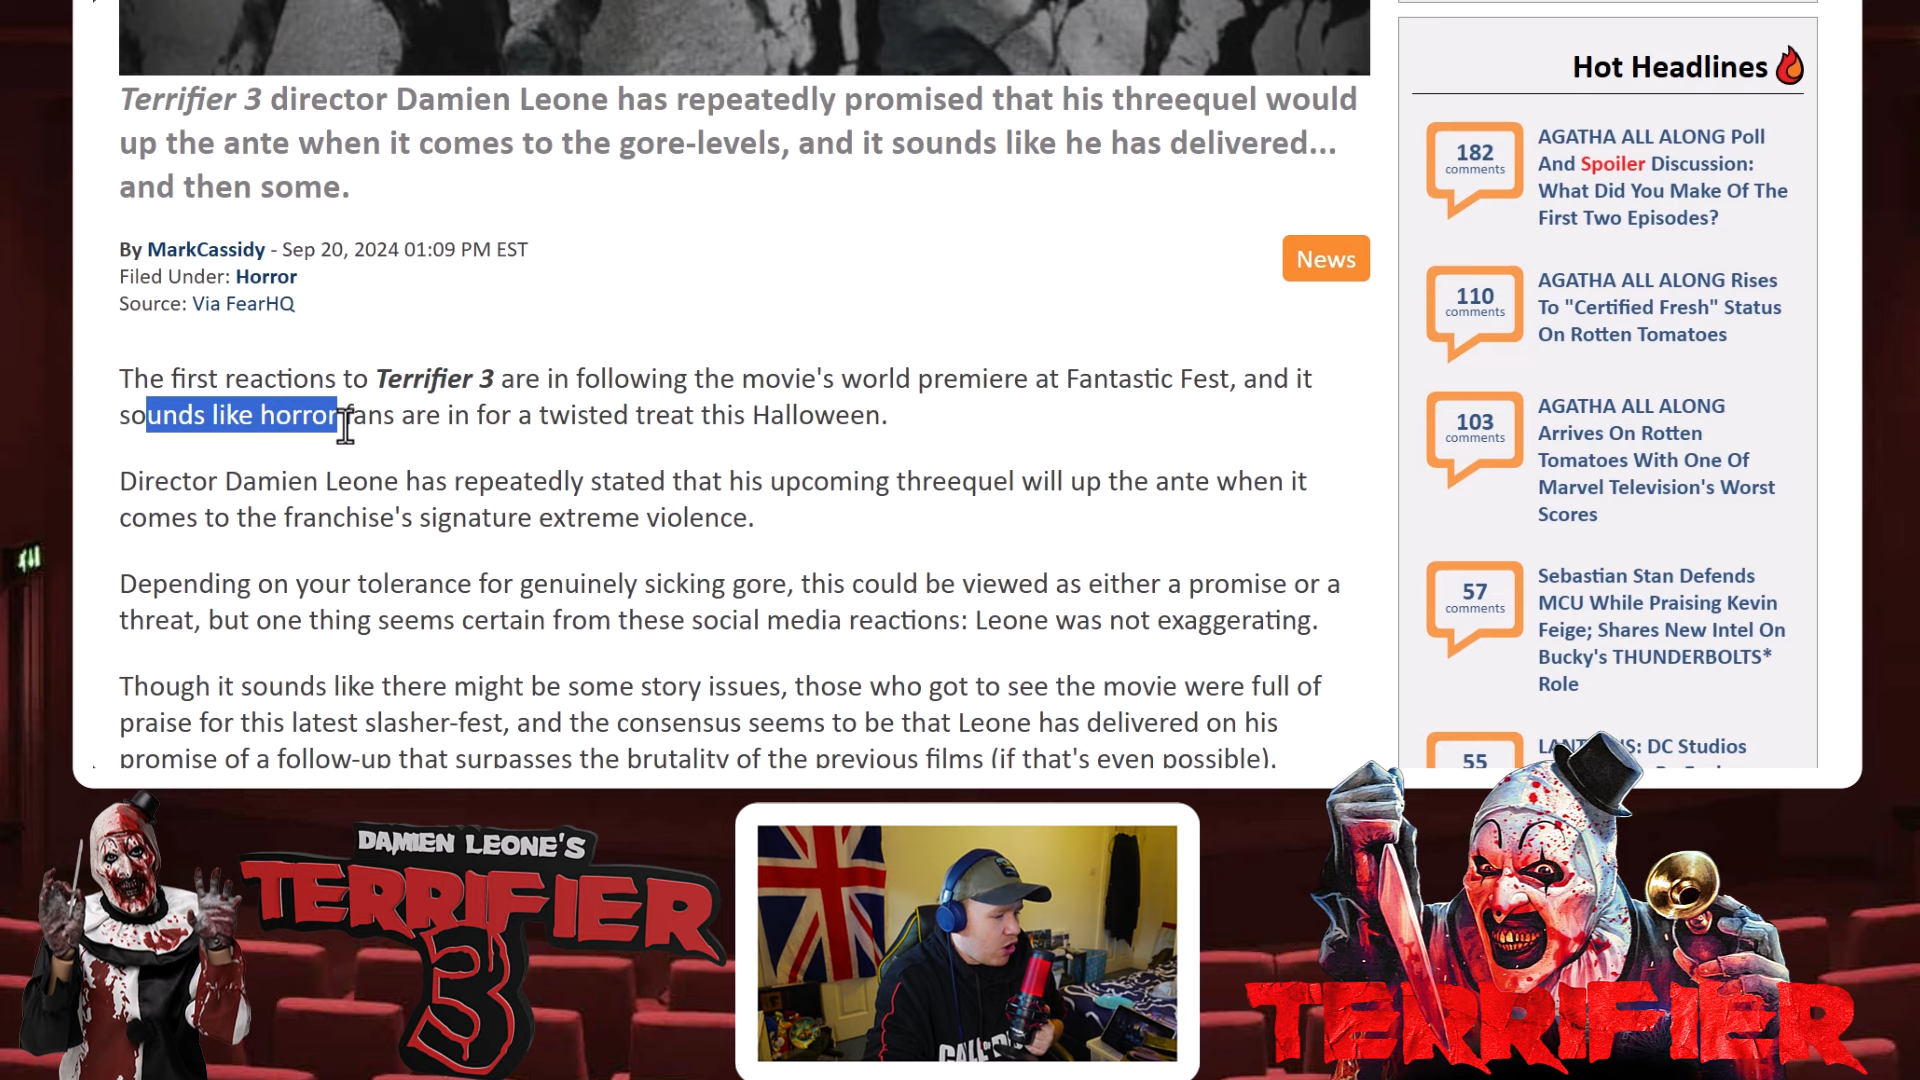 Terrifier 3 director Damien Leone has repeatedly promised that his threequel would
up the ante when it comes to the gore-levels, and it sounds like he has delivered...
and then some.
By MarkCassidy - Sep 20, 2024 01:09 PM EST
Filed Under: Horror
Source: Via FearHQ
News
The first reactions to Terrifier 3 are in following the movie's world premiere at Fantastic Fest, and it
sounds like horror fans are in for a twisted treat this Halloween.
Director Damien Leone has repeatedly stated that his upcoming threequel will up the ante when it
comes to the franchise's signature extreme violence.
Depending on your tolerance for genuinely sicking gore, this could be viewed as either a promise or a
threat, but one thing seems certain from these social media reactions: Leone was not exaggerating.
Though it sounds like there might be some story issues, those who got to see the movie were full of
praise for this latest slasher-fest, and the consensus seems to be that Leone has delivered on his
promise of a follow-up that surpasses the brutality of the previous films (if that's even possible).
Hot Headlines
182
comments
AGATHA ALL ALONG Poll
And Spoiler Discussion:
What Did You Make Of The
First Two Episodes?
110
comments
AGATHA ALL ALONG Rises
To "Certified Fresh" Status
On Rotten Tomatoes
103
comments
AGATHA ALL ALONG
Arrives On Rotten
Tomatoes With One Of
Marvel Television's Worst
Scores
57
comments
Sebastian Stan Defends
MCU While Praising Kevin
Feige; Shares New Intel On
Bucky's THUNDERBOLTS*
Role
55
DC Studios
DAMIEN LEONE'S
TERRIFIER
3
TERRIFIER